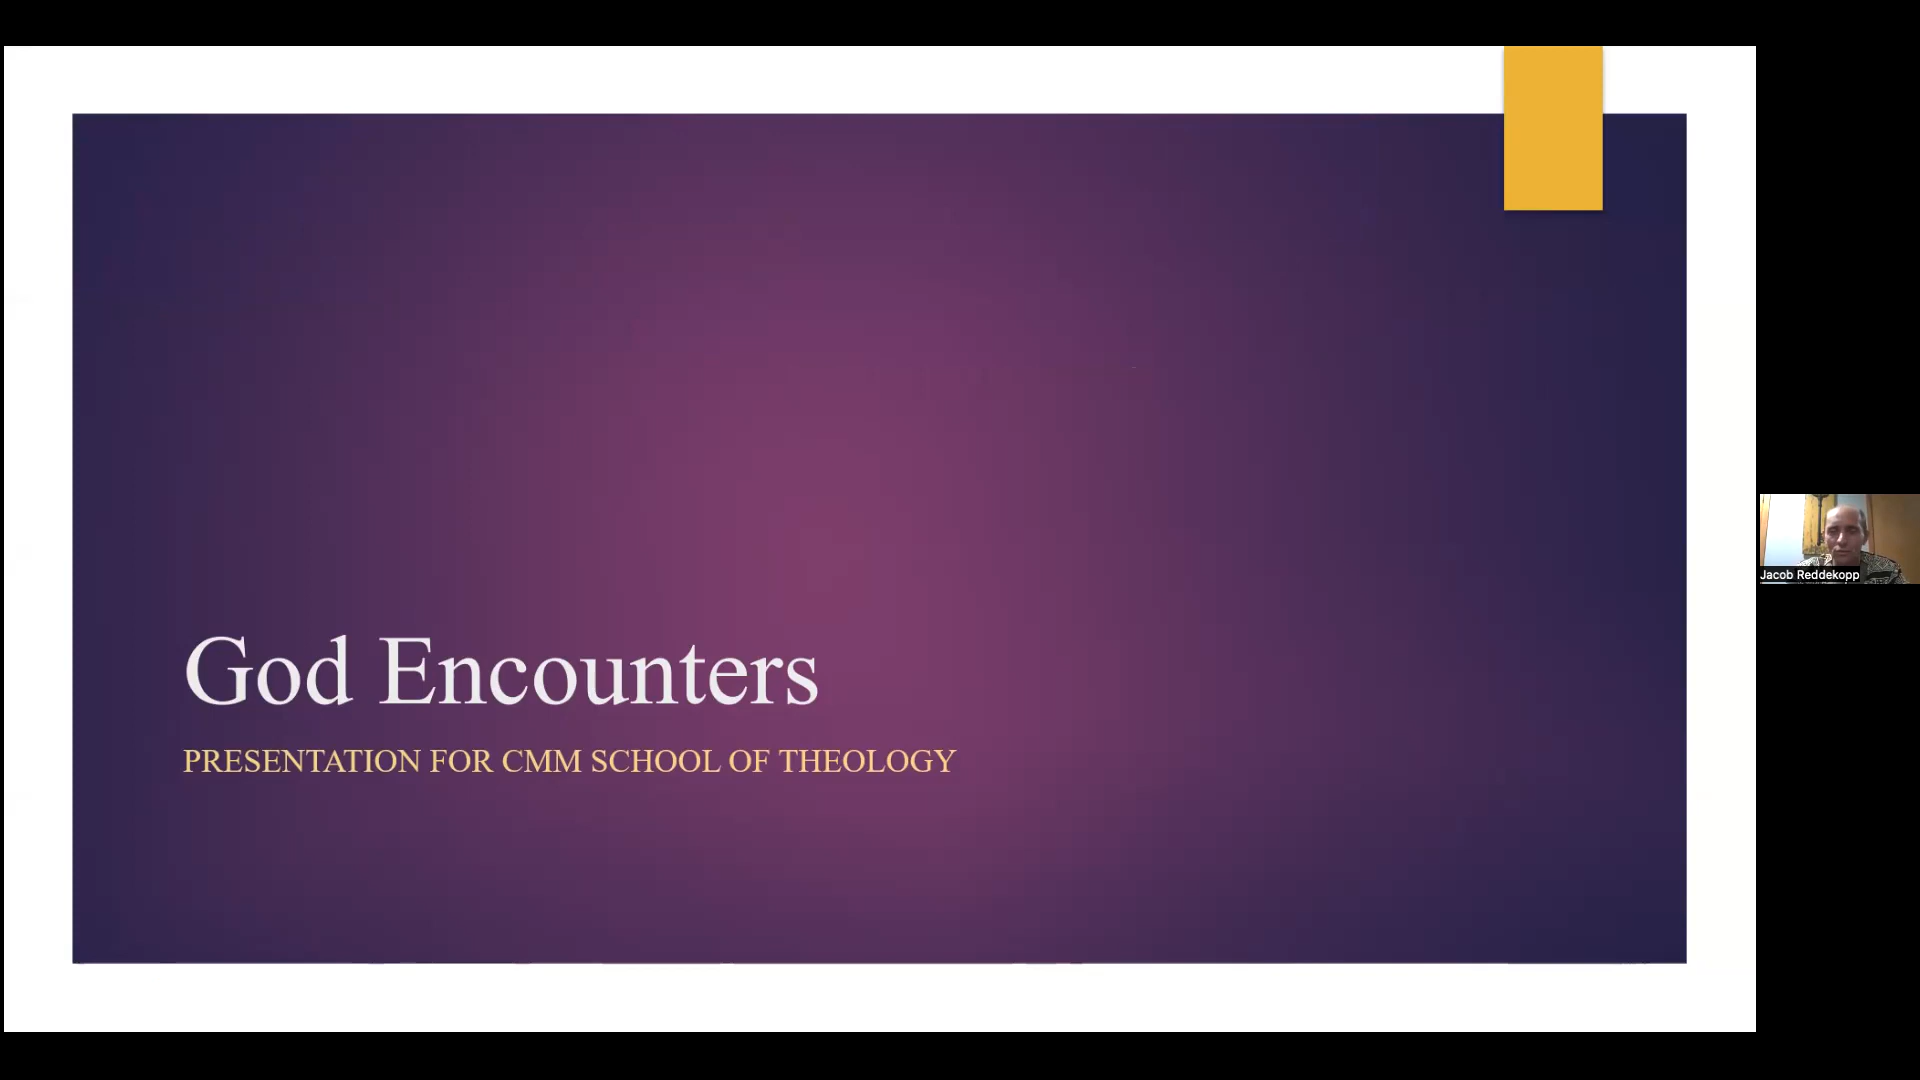 God Encounters
PRESENTATION FOR CMM SCHOOL OF THEOLOGY
Jacob Reddekopp